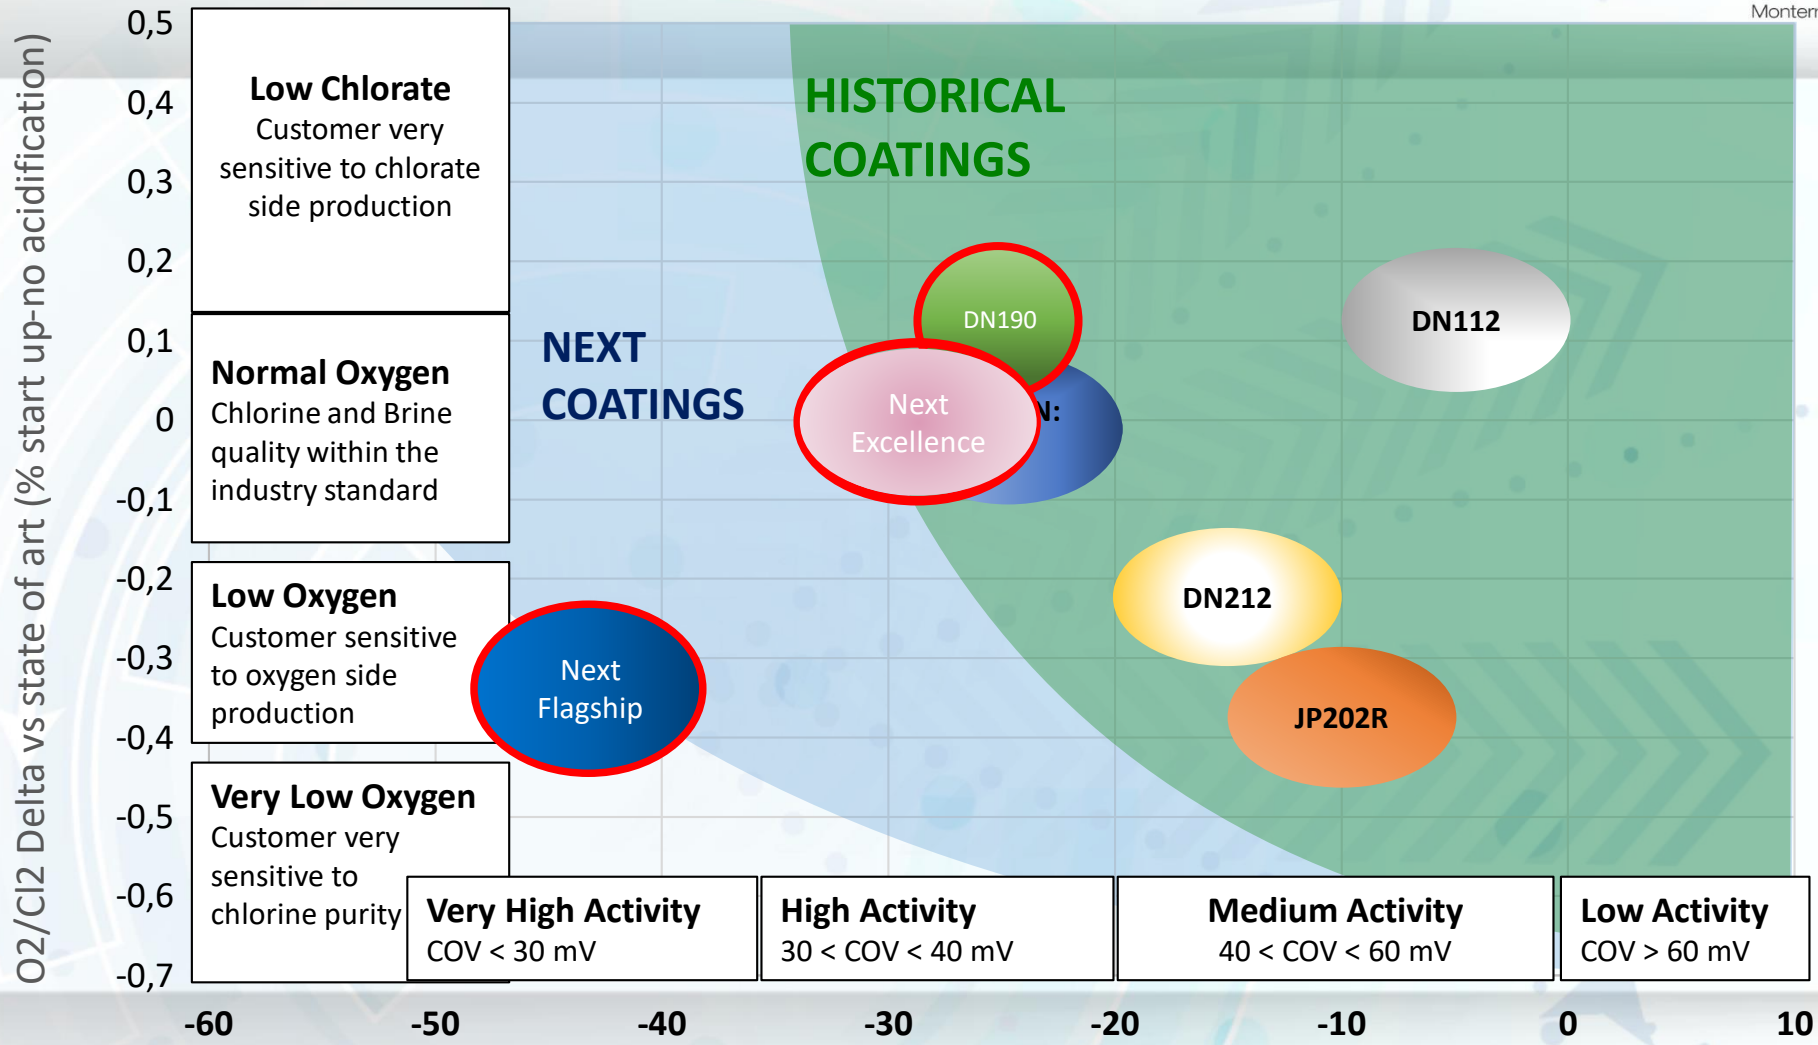 Monterr
O2/Cl2 Delta vs state of art (% start up-no acidification)
0,5
0,4
0,3
0,2
0,1
0
-0,1
-0,2
-0,3
-0,4
-0,5
-0,6
-0,7
Low Chlorate
Customer very
sensitive to chlorate
side production
Normal Oxygen
Chlorine and Brine
quality within the
industry standard
Low Oxygen
Customer sensitive
to oxygen side
production
Very Low Oxygen
Customer very
sensitive to
chlorine purity
HISTORICAL
COATINGS
NEXT
COATINGS
DN190
DN112
Next
Excellence
N:
DN212
Next
Flagship
JP202R
Very High Activity
COV < 30 mV
High Activity
30 < COV < 40 mV
Medium Activity
40 < COV < 60 mV
Low Activity
COV > 60 mV
-60
-50
-40
-30
-20
-10
0
10